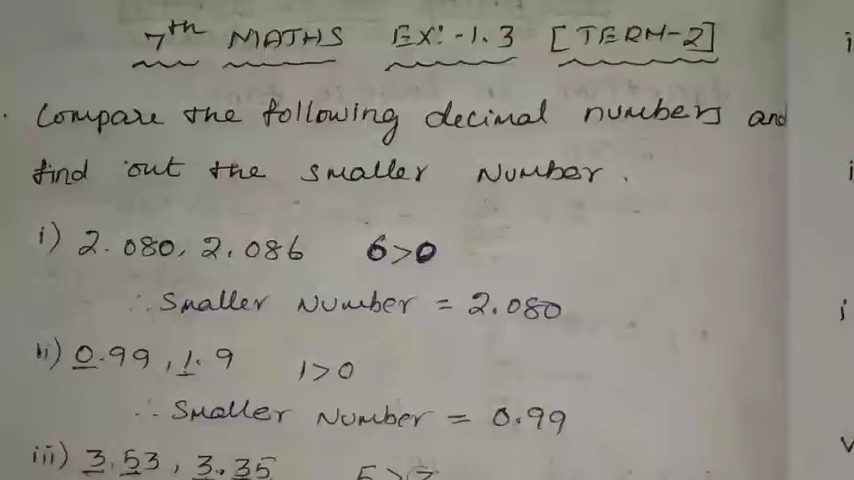 7th MATHS EX:-1.3 [TERM-2]
. Compare the following decimal numbers and
find out the smaller Number.
i) 2.080, 2.086 6>0
∴ Smaller Number = 2.080
ii) 0.99, 1.9 1>0
∴ Smaller Number = 0.99
iii) 3.53, 3.35